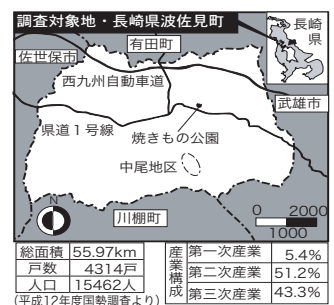 調査対象地・長崎県波佐見町
長崎県
有田町
佐世保市
西九州自動車道
武雄市
県道1号線
焼きもの公園
中尾地区
N
川棚町
0 2000
1000
総面積 55.97km
戸数 4314戸
人口 15462人
(平成12年度国勢調査より)
産業構成
第一次産業 5.4%
第二次産業 51.2%
第三次産業 43.3%